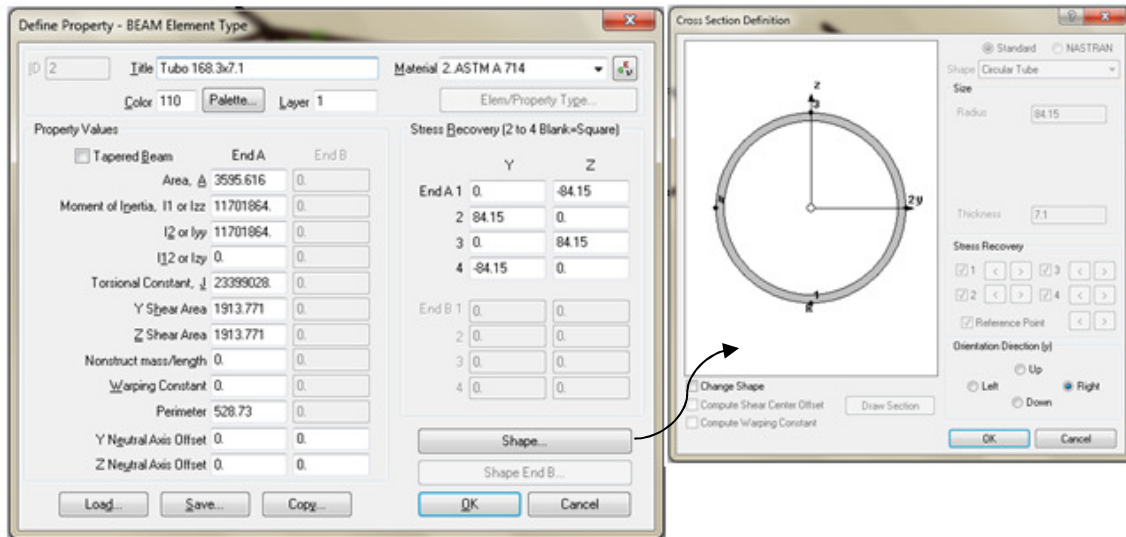 Define Property - BEAM Element Type
ID 2 Title Tubo 168.3x7.1 Material 2..ASTM A 714
Color 110 Palette... Layer 1 Elem/Property Type...
Property Values
Tapered Beam End A End B
Area, A 3595.616 0.
Moment of Inertia, I1 or Izz 11701864. 0.
I2 or Iyy 11701864. 0.
I12 or Izy 0. 0.
Torsional Constant, J 23399028. 0.
Y Shear Area 1913.771 0.
Z Shear Area 1913.771 0.
Nonstruct mass/length 0. 0.
Warping Constant 0. 0.
Perimeter 528.73 0.
Y Neutral Axis Offset 0. 0.
Z Neutral Axis Offset 0. 0.
Stress Recovery (2 to 4 Blank=Square)
Y Z
End A 1 0. -84.15
2 84.15 0.
3 0. 84.15
4 -84.15 0.
End B 1 0. 0.
2 0. 0.
3 0. 0.
4 0. 0.
Shape...
Shape End B...
Load... Save... Copy... OK Cancel
Cross Section Definition
z
3
2 y
1
Standard NASTRAN
Shape Circular Tube
Size
Radius 84.15
Thickness 7.1
Stress Recovery
1 < > 3 < >
2 < > 4 < >
Reference Point < >
Orientation Direction (y)
Up
Left Right
Down
Change Shape
Compute Shear Center Offset Draw Section
Compute Warping Constant
OK Cancel